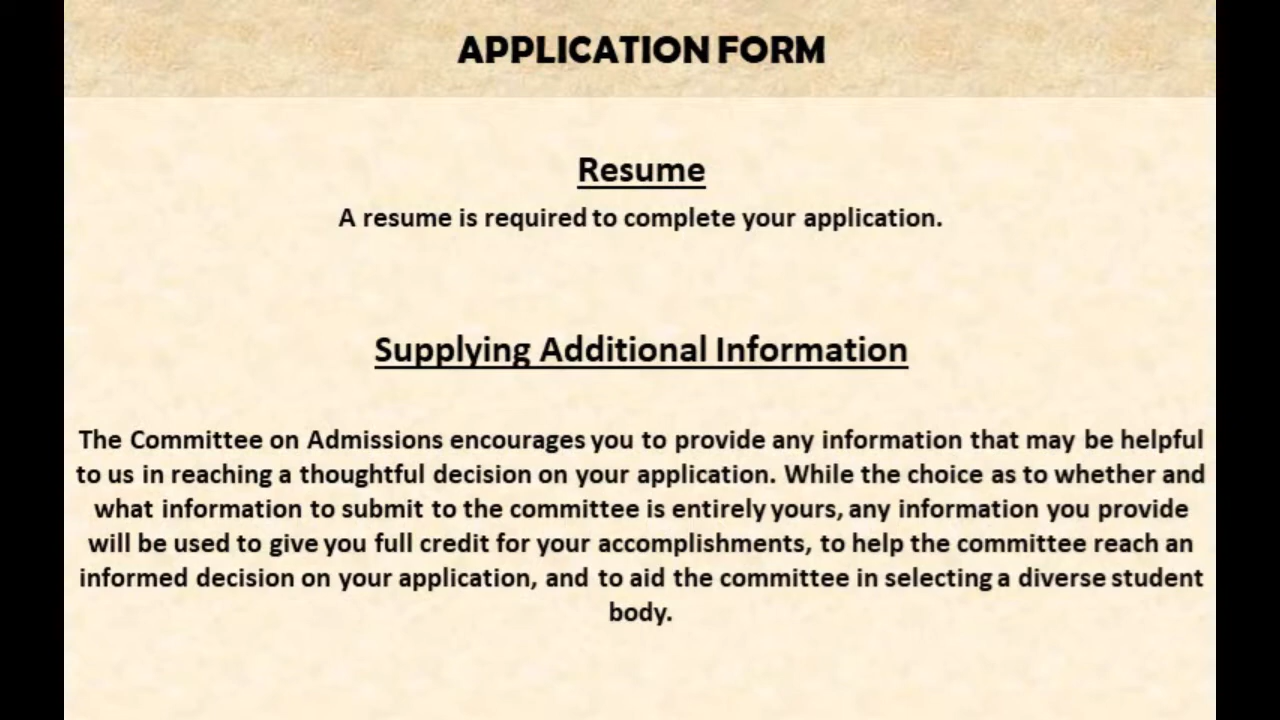 APPLICATION FORM
Resume
A resume is required to complete your application.
Supplying Additional Information
The Committee on Admissions encourages you to provide any information that may be helpful
to us in reaching a thoughtful decision on your application. While the choice as to whether and
what information to submit to the committee is entirely yours, any information you provide
will be used to give you full credit for your accomplishments, to help the committee reach an
informed decision on your application, and to aid the committee in selecting a diverse student
body.